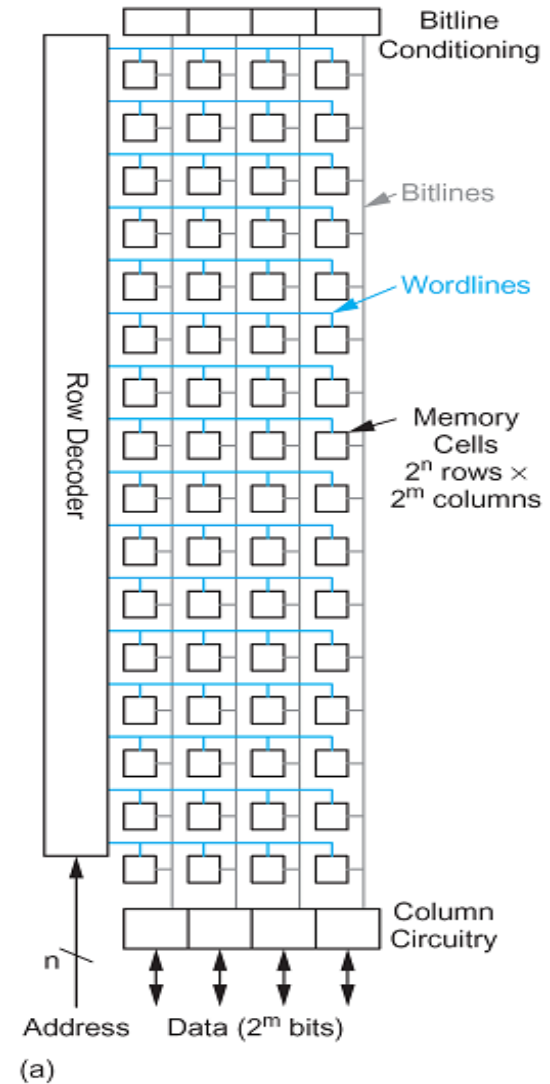 Bitline
Conditioning
Bitlines
Wordlines
Row Decoder
Memory
Cells
2ⁿ rows ×
2ᵐ columns
Column
Circuitry
n
Address
Data (2ᵐ bits)
(a)